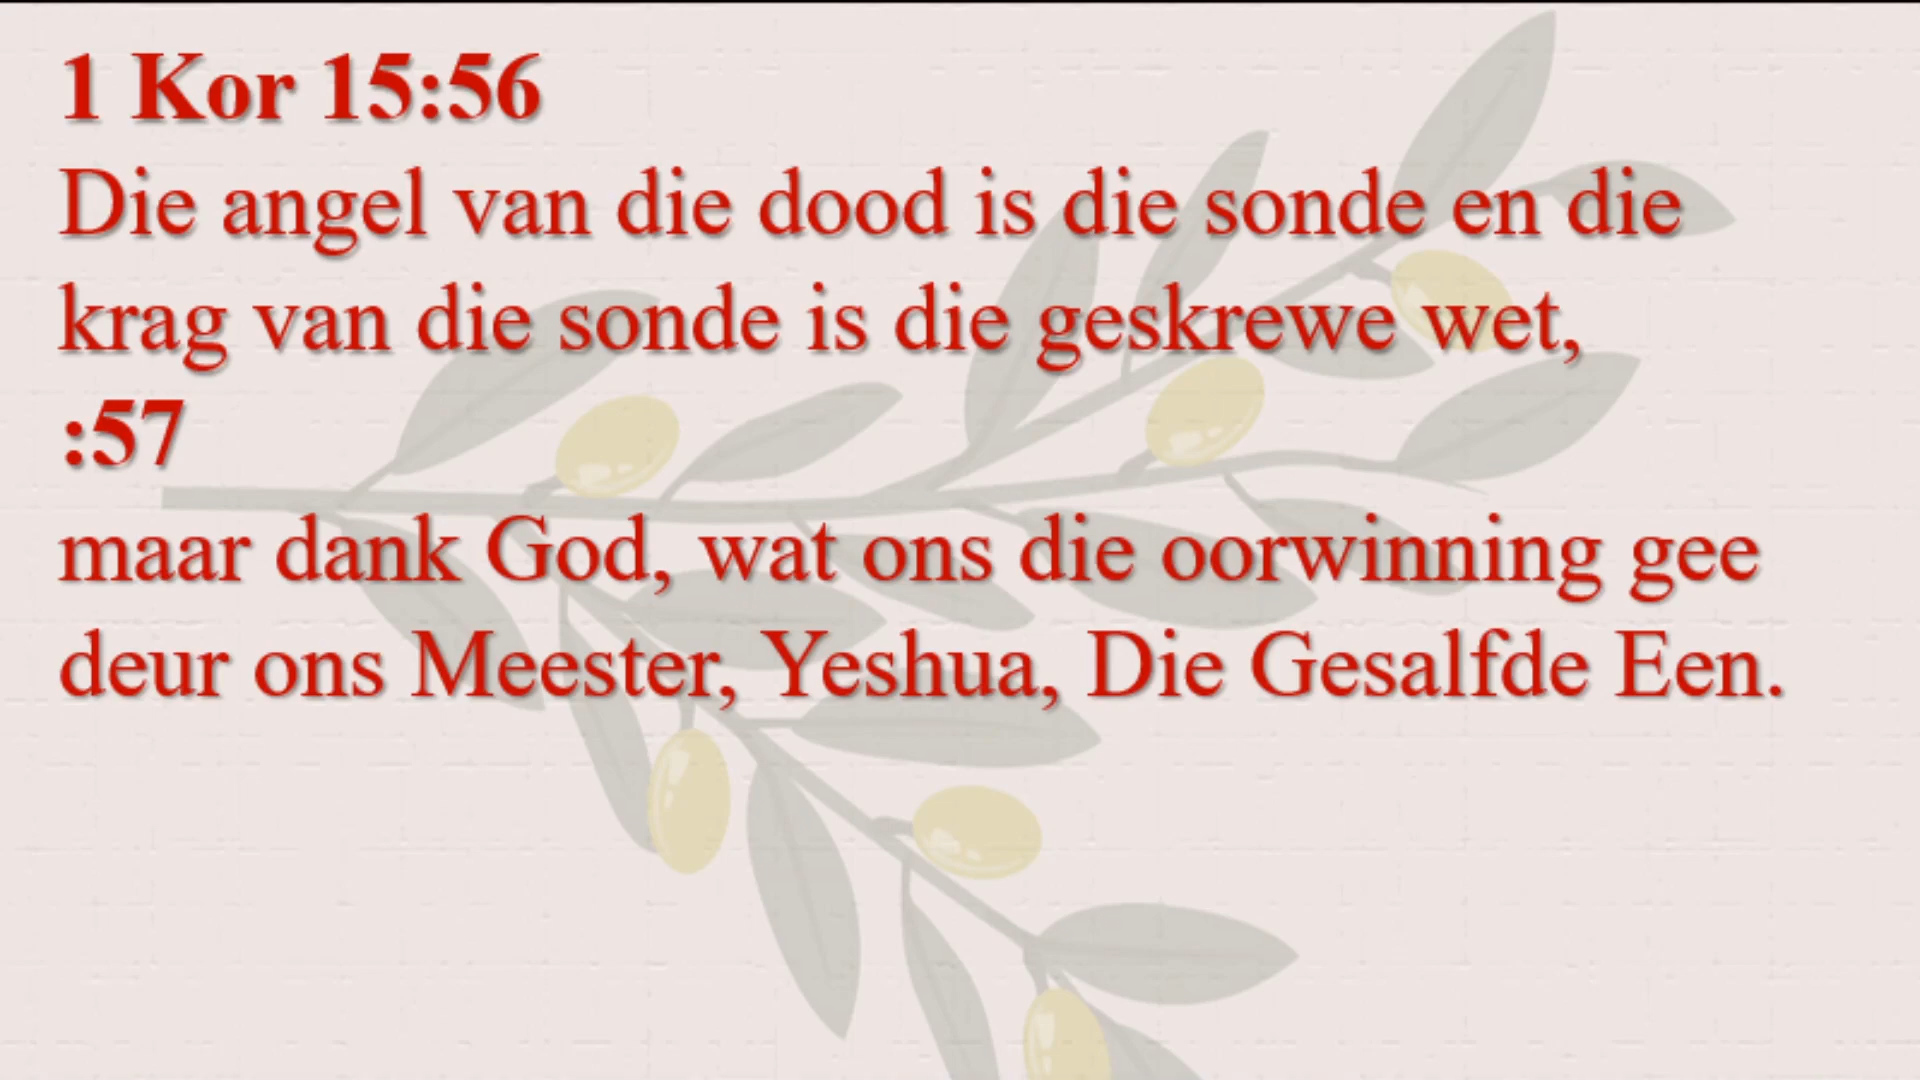 1 Kor 15:56
Die angel van die dood is die sonde en die
krag van die sonde is die geskrewe wet,
:57
maar dank God, wat ons die oorwinning gee
deur ons Meester, Yeshua, Die Gesalfde Een.